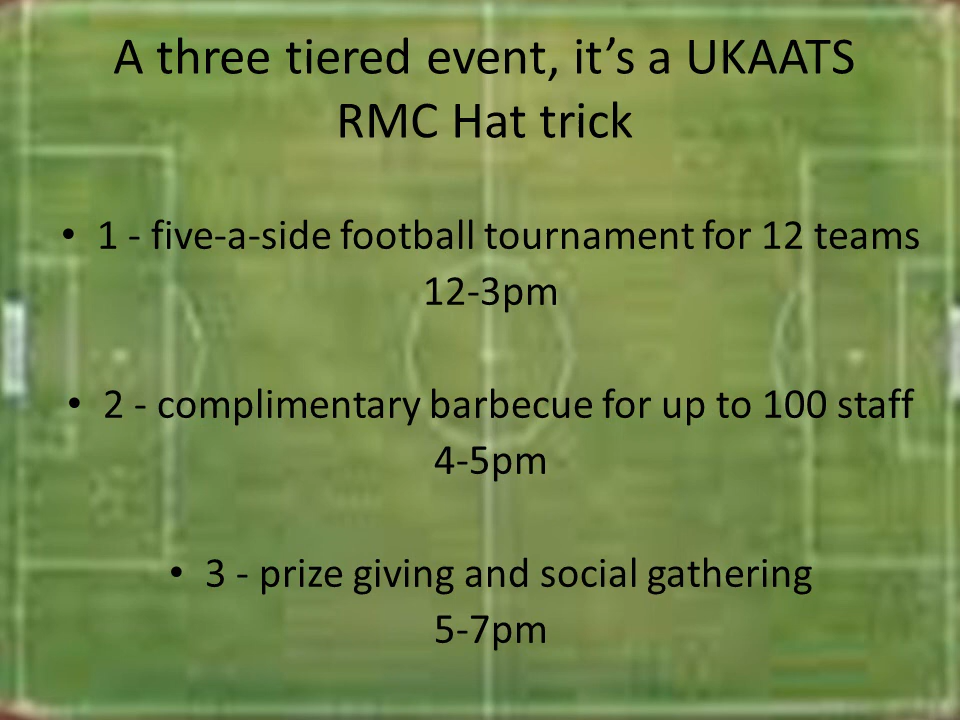 A three tiered event, it’s a UKAATS
RMC Hat trick
• 1 - five-a-side football tournament for 12 teams
12-3pm
• 2 - complimentary barbecue for up to 100 staff
4-5pm
• 3 - prize giving and social gathering
5-7pm